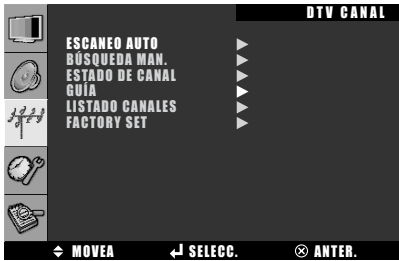 DTV CANAL
ESCANEO AUTO
BÚSQUEDA MAN.
ESTADO DE CANAL
GUÍA
LISTADO CANALES
FACTORY SET
MOVEA SELECC. ANTER.